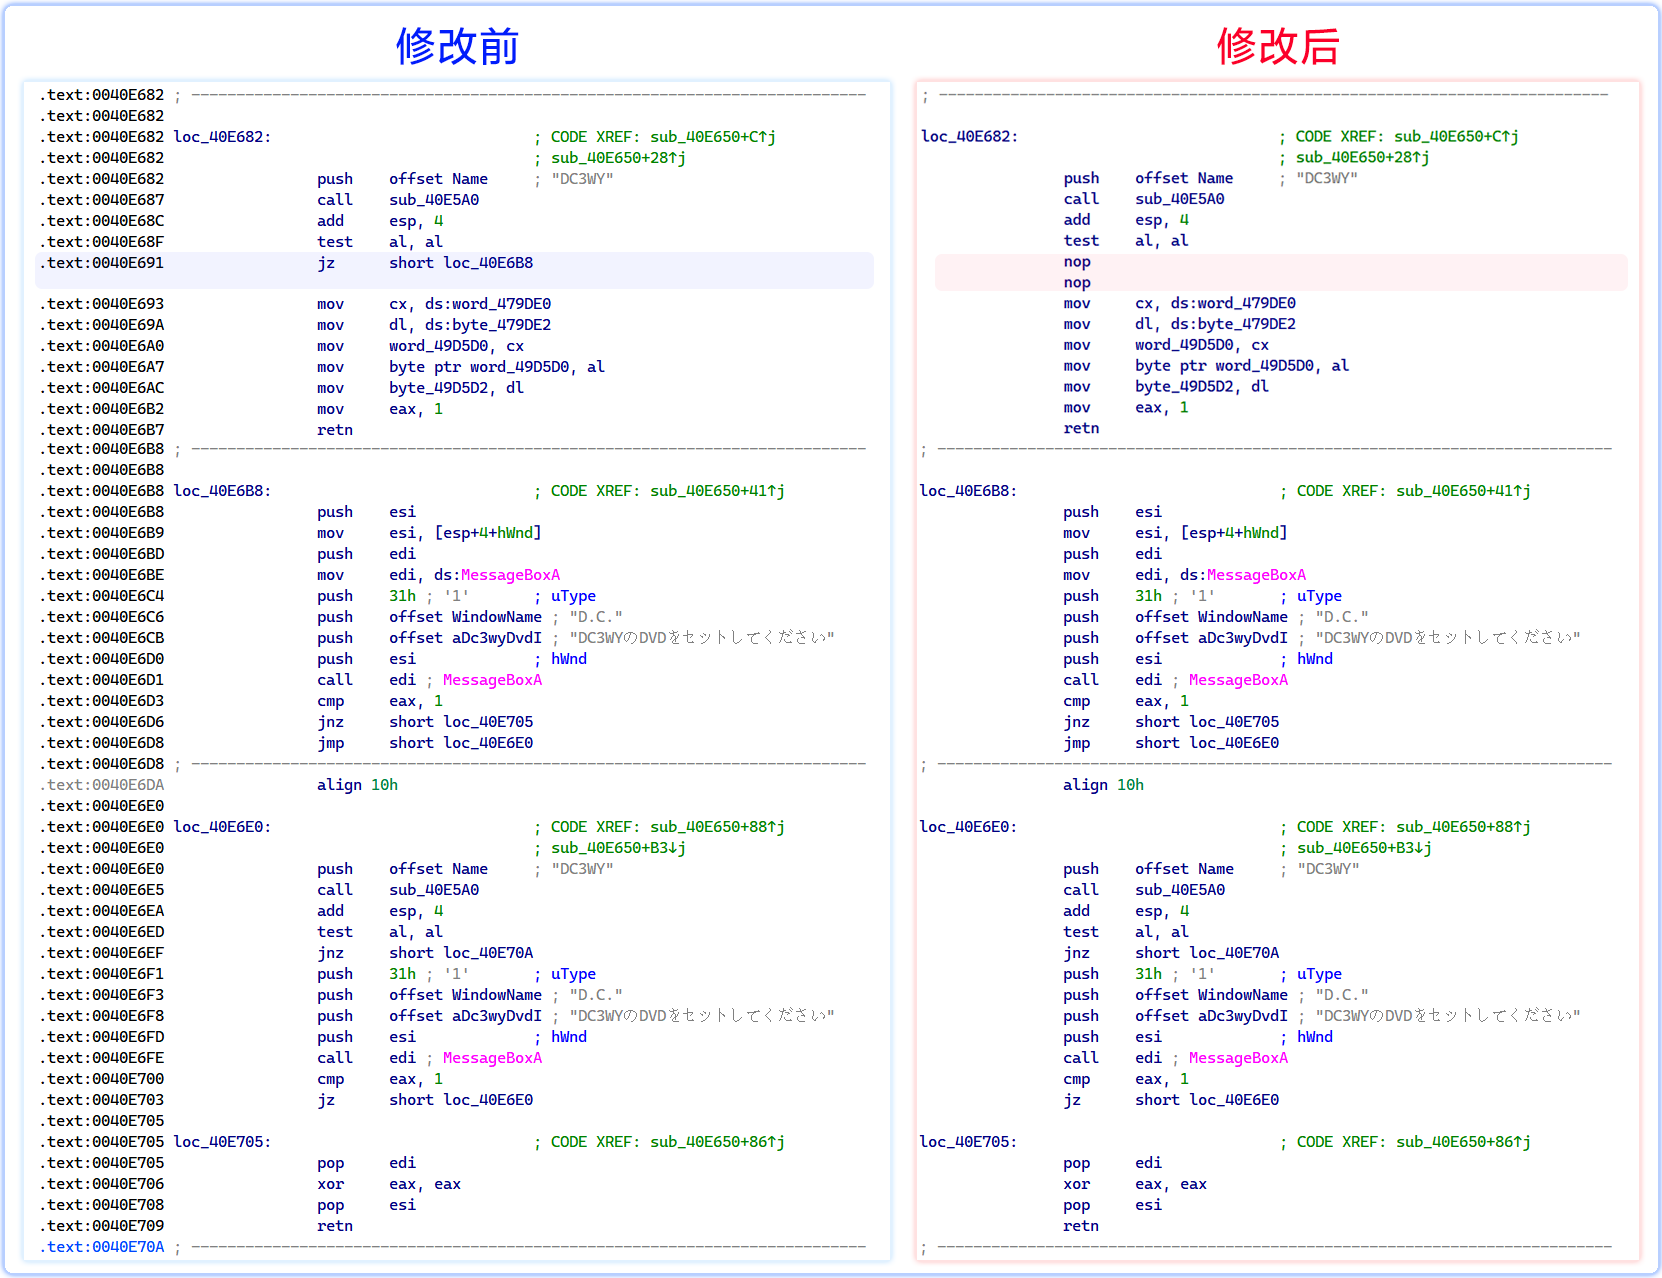 修改前
.text:0040E682 ; ---------------------------------------------------------------------------
.text:0040E682
.text:0040E682 loc_40E682: ; CODE XREF: sub_40E650+C↑j
.text:0040E682 ; sub_40E650+28↑j
.text:0040E682 push offset Name ; "DC3WY"
.text:0040E687 call sub_40E5A0
.text:0040E68C add esp, 4
.text:0040E68F test al, al
.text:0040E691 jz short loc_40E6B8
.text:0040E693 mov cx, ds:word_479DE0
.text:0040E69A mov dl, ds:byte_479DE2
.text:0040E6A0 mov word_49D5D0, cx
.text:0040E6A7 mov byte ptr word_49D5D0, al
.text:0040E6AC mov byte_49D5D2, dl
.text:0040E6B2 mov eax, 1
.text:0040E6B7 retn
.text:0040E6B8 ; ---------------------------------------------------------------------------
.text:0040E6B8
.text:0040E6B8 loc_40E6B8: ; CODE XREF: sub_40E650+41↑j
.text:0040E6B8 push esi
.text:0040E6B9 mov esi, [esp+4+hWnd]
.text:0040E6BD push edi
.text:0040E6BE mov edi, ds:MessageBoxA
.text:0040E6C4 push 31h ; '1' ; uType
.text:0040E6C6 push offset WindowName ; "D.C."
.text:0040E6CB push offset aDc3wyDvdI ; "DC3WYのDVDをセットしてください"
.text:0040E6D0 push esi ; hWnd
.text:0040E6D1 call edi ; MessageBoxA
.text:0040E6D3 cmp eax, 1
.text:0040E6D6 jnz short loc_40E705
.text:0040E6D8 jmp short loc_40E6E0
.text:0040E6D8 ; ---------------------------------------------------------------------------
.text:0040E6DA align 10h
.text:0040E6E0
.text:0040E6E0 loc_40E6E0: ; CODE XREF: sub_40E650+88↑j
.text:0040E6E0 ; sub_40E650+B3↓j
.text:0040E6E0 push offset Name ; "DC3WY"
.text:0040E6E5 call sub_40E5A0
.text:0040E6EA add esp, 4
.text:0040E6ED test al, al
.text:0040E6EF jnz short loc_40E70A
.text:0040E6F1 push 31h ; '1' ; uType
.text:0040E6F3 push offset WindowName ; "D.C."
.text:0040E6F8 push offset aDc3wyDvdI ; "DC3WYのDVDをセットしてください"
.text:0040E6FD push esi ; hWnd
.text:0040E6FE call edi ; MessageBoxA
.text:0040E700 cmp eax, 1
.text:0040E703 jz short loc_40E6E0
.text:0040E705
.text:0040E705 loc_40E705: ; CODE XREF: sub_40E650+86↑j
.text:0040E705 pop edi
.text:0040E706 xor eax, eax
.text:0040E708 pop esi
.text:0040E709 retn
.text:0040E70A ; ---------------------------------------------------------------------------
修改后
; ---------------------------------------------------------------------------
loc_40E682: ; CODE XREF: sub_40E650+C↑j
; sub_40E650+28↑j
push offset Name ; "DC3WY"
call sub_40E5A0
add esp, 4
test al, al
nop
nop
mov cx, ds:word_479DE0
mov dl, ds:byte_479DE2
mov word_49D5D0, cx
mov byte ptr word_49D5D0, al
mov byte_49D5D2, dl
mov eax, 1
retn
; ---------------------------------------------------------------------------
loc_40E6B8: ; CODE XREF: sub_40E650+41↑j
push esi
mov esi, [esp+4+hWnd]
push edi
mov edi, ds:MessageBoxA
push 31h ; '1' ; uType
push offset WindowName ; "D.C."
push offset aDc3wyDvdI ; "DC3WYのDVDをセットしてください"
push esi ; hWnd
call edi ; MessageBoxA
cmp eax, 1
jnz short loc_40E705
jmp short loc_40E6E0
; ---------------------------------------------------------------------------
align 10h
loc_40E6E0: ; CODE XREF: sub_40E650+88↑j
; sub_40E650+B3↓j
push offset Name ; "DC3WY"
call sub_40E5A0
add esp, 4
test al, al
jnz short loc_40E70A
push 31h ; '1' ; uType
push offset WindowName ; "D.C."
push offset aDc3wyDvdI ; "DC3WYのDVDをセットしてください"
push esi ; hWnd
call edi ; MessageBoxA
cmp eax, 1
jz short loc_40E6E0
loc_40E705: ; CODE XREF: sub_40E650+86↑j
pop edi
xor eax, eax
pop esi
retn
; ---------------------------------------------------------------------------